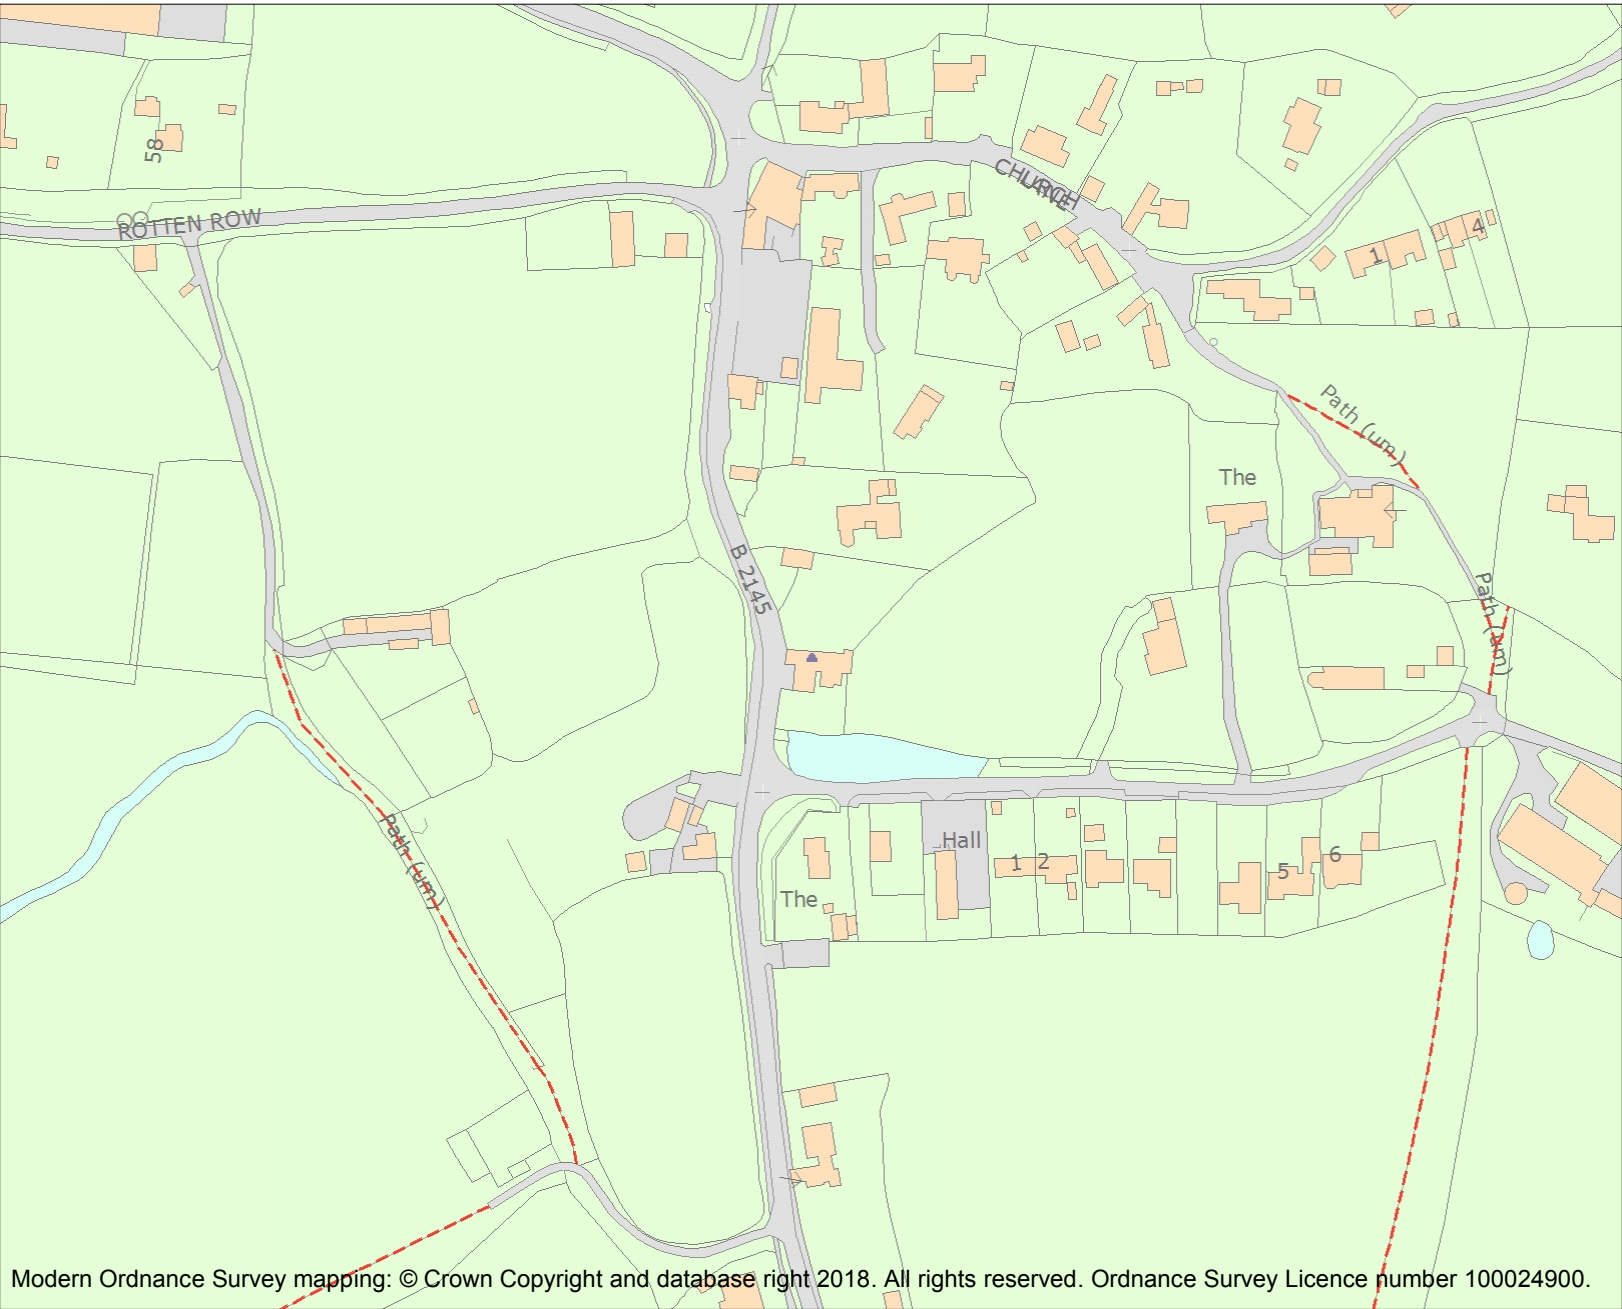 58
ROTTEN ROW
CHURCH
LANE
1
4
Path (um)
The
B 2145
Path (um)
Path (um)
Hall
1
2
5
6
The
Modern Ordnance Survey mapping: © Crown Copyright and database right 2018. All rights reserved. Ordnance Survey Licence number 100024900.